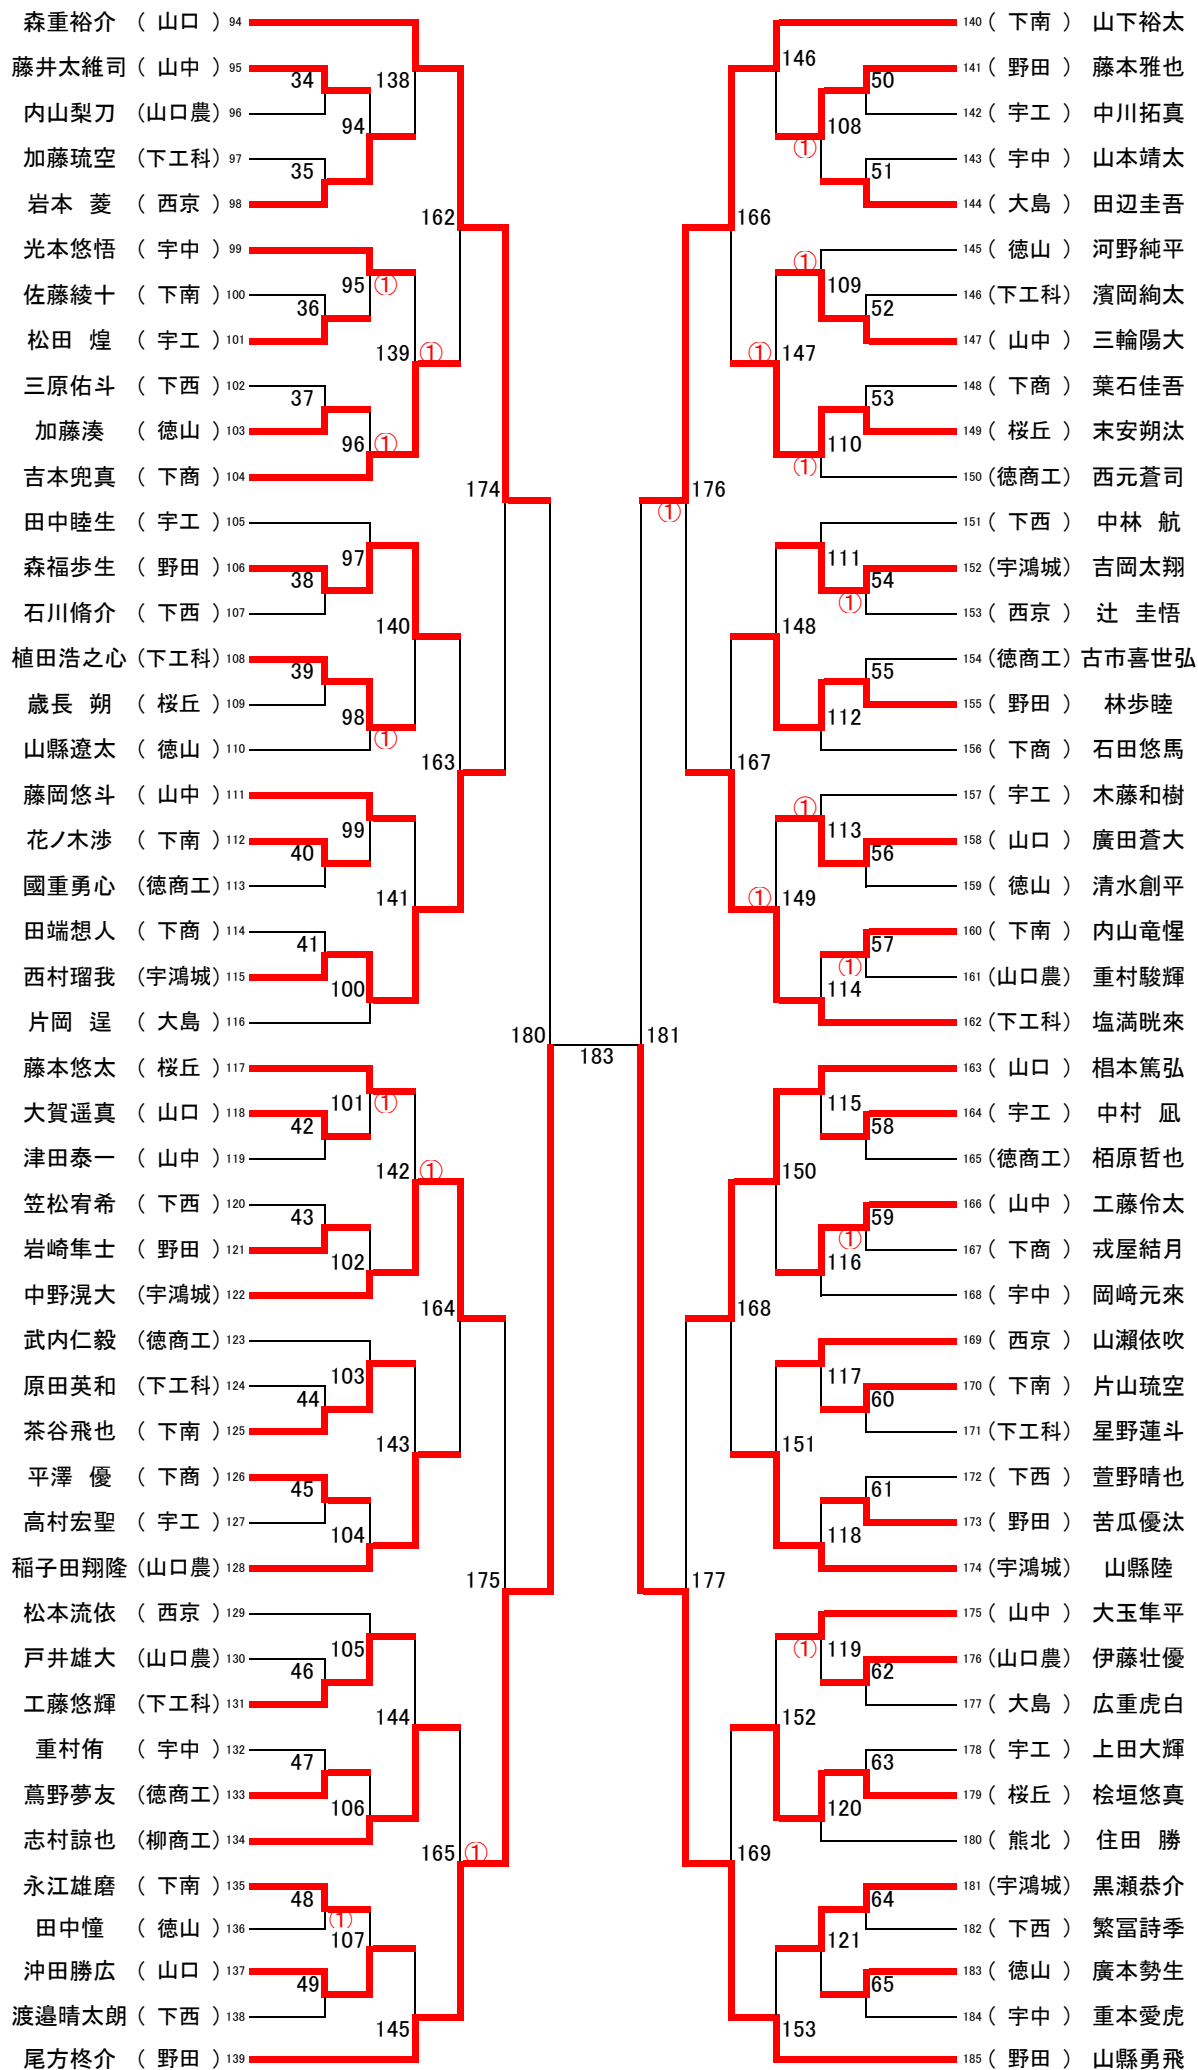 森重裕介 （ 山口 ） 94
藤井太維司 （ 山中 ） 95
内山梨刀 （山口農） 96
加藤琉空 （下工科） 97
岩本 菱 （ 西京 ） 98
光本悠悟 （ 宇中 ） 99
佐藤綾十 （ 下南 ） 100
松田 煌 （ 宇工 ） 101
三原佑斗 （ 下西 ） 102
加藤湊 （ 徳山 ） 103
吉本兜真 （ 下商 ） 104
田中睦生 （ 宇工 ） 105
森福歩生 （ 野田 ） 106
石川脩介 （ 下西 ） 107
植田浩之心 （下工科） 108
歳長 朔 （ 桜丘 ） 109
山縣遼太 （ 徳山 ） 110
藤岡悠斗 （ 山中 ） 111
花ノ木渉 （ 下南 ） 112
國重勇心 （徳商工） 113
田端想人 （ 下商 ） 114
西村瑠我 （宇鴻城） 115
片岡 逞 （ 大島 ） 116
藤本悠太 （ 桜丘 ） 117
大賀遥真 （ 山口 ） 118
津田泰一 （ 山中 ） 119
笠松宥希 （ 下西 ） 120
岩崎隼士 （ 野田 ） 121
中野滉大 （宇鴻城） 122
武内仁毅 （徳商工） 123
原田英和 （下工科） 124
茶谷飛也 （ 下南 ） 125
平澤 優 （ 下商 ） 126
高村宏聖 （ 宇工 ） 127
稲子田翔隆 （山口農） 128
松本流依 （ 西京 ） 129
戸井雄大 （山口農） 130
工藤悠輝 （下工科） 131
重村侑 （ 宇中 ） 132
蔦野夢友 （徳商工） 133
志村諒也 （柳商工） 134
永江雄磨 （ 下南 ） 135
田中憧 （ 徳山 ） 136
沖田勝広 （ 山口 ） 137
渡邉晴太朗 （ 下西 ） 138
尾方柊介 （ 野田 ） 139
34
35
36
37
38
39
40
41
42
43
44
45
46
47
48
①
49
94
95
①
96
①
97
98
①
99
100
101
①
102
103
104
105
106
107
138
139
①
140
141
142
①
143
144
145
162
163
164
165
①
174
175
180
183
181
176
①
177
166
167
168
169
146
147
①
148
149
①
150
151
152
153
108
①
109
①
110
①
111
112
113
①
114
115
116
117
118
119
①
120
121
50
51
52
53
54
①
55
56
57
①
58
59
①
60
61
62
63
64
65
140 （ 下南 ） 山下裕太
141 （ 野田 ） 藤本雅也
142 （ 宇工 ） 中川拓真
143 （ 宇中 ） 山本靖太
144 （ 大島 ） 田辺圭吾
145 （ 徳山 ） 河野純平
146 （下工科） 濱岡絢太
147 （ 山中 ） 三輪陽大
148 （ 下商 ） 葉石佳吾
149 （ 桜丘 ） 末安朔汰
150 （徳商工） 西元蒼司
151 （ 下西 ） 中林 航
152 （宇鴻城） 吉岡太翔
153 （ 西京 ） 辻 圭悟
154 （徳商工） 古市喜世弘
155 （ 野田 ） 林歩睦
156 （ 下商 ） 石田悠馬
157 （ 宇工 ） 木藤和樹
158 （ 山口 ） 廣田蒼大
159 （ 徳山 ） 清水創平
160 （ 下南 ） 内山竜惺
161 （山口農） 重村駿輝
162 （下工科） 塩満晄來
163 （ 山口 ） 椙本篤弘
164 （ 宇工 ） 中村 凪
165 （徳商工） 栢原哲也
166 （ 山中 ） 工藤伶太
167 （ 下商 ） 戎屋結月
168 （ 宇中 ） 岡﨑元來
169 （ 西京 ） 山瀬依吹
170 （ 下南 ） 片山琉空
171 （下工科） 星野蓮斗
172 （ 下西 ） 萱野晴也
173 （ 野田 ） 苦瓜優汰
174 （宇鴻城） 山縣陸
175 （ 山中 ） 大玉隼平
176 （山口農） 伊藤壮優
177 （ 大島 ） 広重虎白
178 （ 宇工 ） 上田大輝
179 （ 桜丘 ） 桧垣悠真
180 （ 熊北 ） 住田 勝
181 （宇鴻城） 黒瀬恭介
182 （ 下西 ） 繁冨詩季
183 （ 徳山 ） 廣本勢生
184 （ 宇中 ） 重本愛虎
185 （ 野田 ） 山縣勇飛